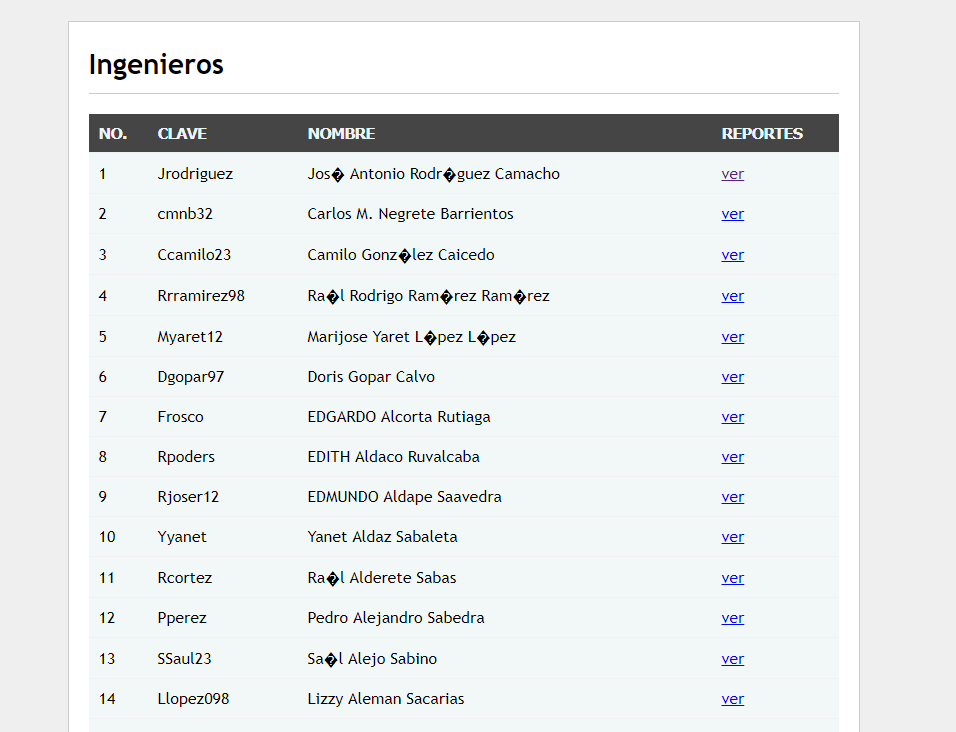 Ingenieros
NO. CLAVE NOMBRE REPORTES
1 Jrodriguez Jos� Antonio Rodr�guez Camacho ver
2 cmnb32 Carlos M. Negrete Barrientos ver
3 Ccamilo23 Camilo Gonz�lez Caicedo ver
4 Rrramirez98 Ra�l Rodrigo Ram�rez Ram�rez ver
5 Myaret12 Marijose Yaret L�pez L�pez ver
6 Dgopar97 Doris Gopar Calvo ver
7 Frosco EDGARDO Alcorta Rutiaga ver
8 Rpoders EDITH Aldaco Ruvalcaba ver
9 Rjoser12 EDMUNDO Aldape Saavedra ver
10 Yyanet Yanet Aldaz Sabaleta ver
11 Rcortez Ra�l Alderete Sabas ver
12 Pperez Pedro Alejandro Sabedra ver
13 SSaul23 Sa�l Alejo Sabino ver
14 Llopez098 Lizzy Aleman Sacarias ver